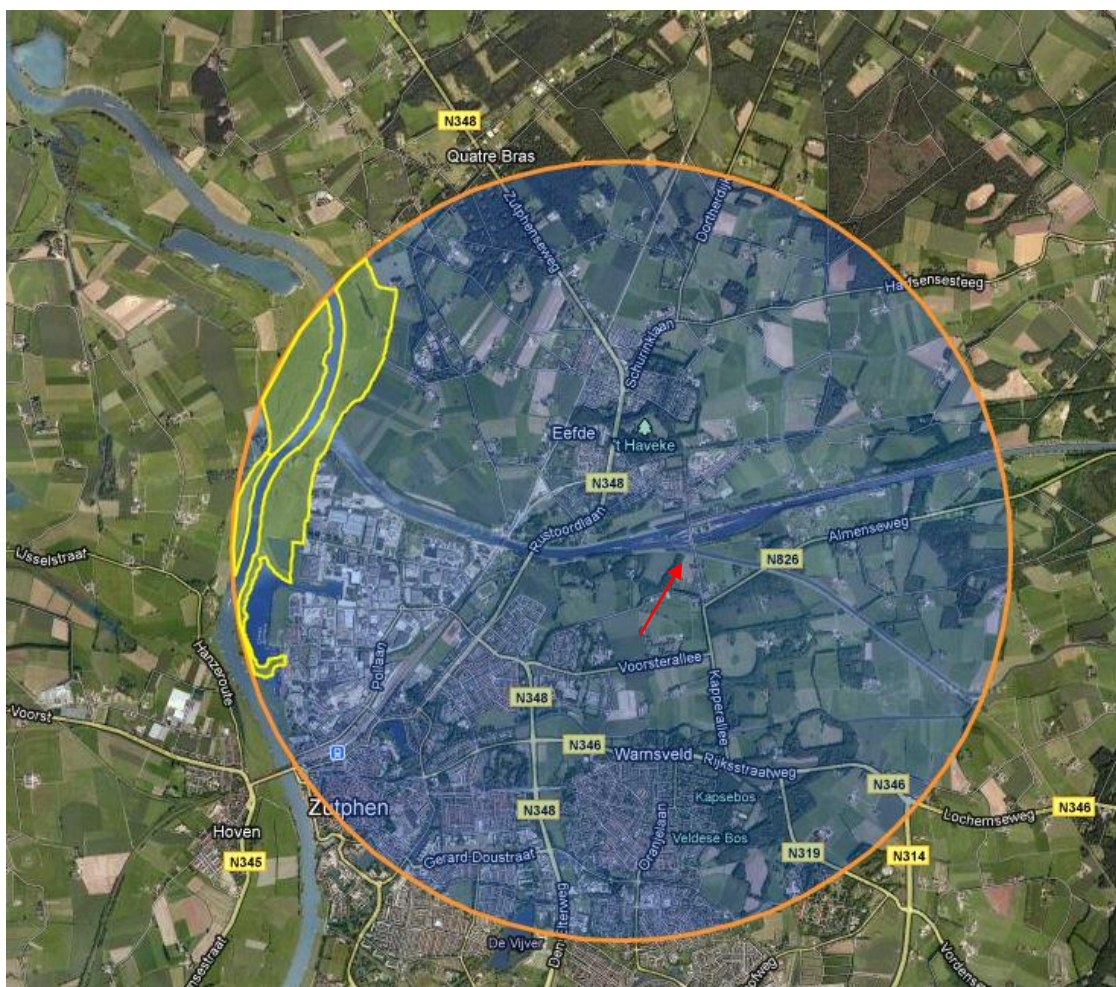 N348
Quatre Bras
Zutphenseweg
Dortherdijk
Harfsensesteeg
Schurinklaan
Eefde
't Haveke
N348
Rustoordlaan
Almenseweg
N826
IJsselstraat
Hanzeroute
Pollaan
Voorsterallee
Kapperallee
N348
Voorst
N346
Warnsveld
Rijksstraatweg
N346
Zutphen
Kapsebos
N348
N346
Lochemseweg
Hoven
Veldese Bos
Oranjelaan
N345
Gerard-Doustraat
N319
N314
De Vijver
Vordense